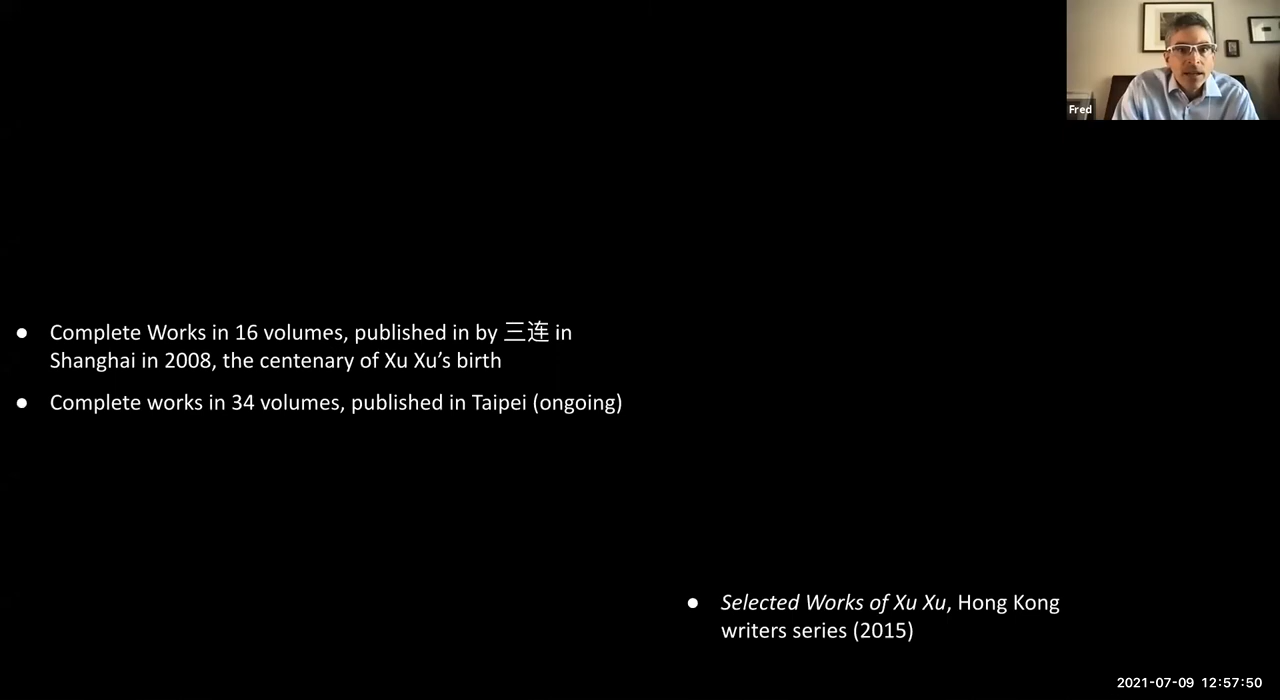 Fred
● Complete Works in 16 volumes, published in by 三连 in
Shanghai in 2008, the centenary of Xu Xu’s birth
● Complete works in 34 volumes, published in Taipei (ongoing)
● Selected Works of Xu Xu, Hong Kong
writers series (2015)
2021-07-09 12:57:50